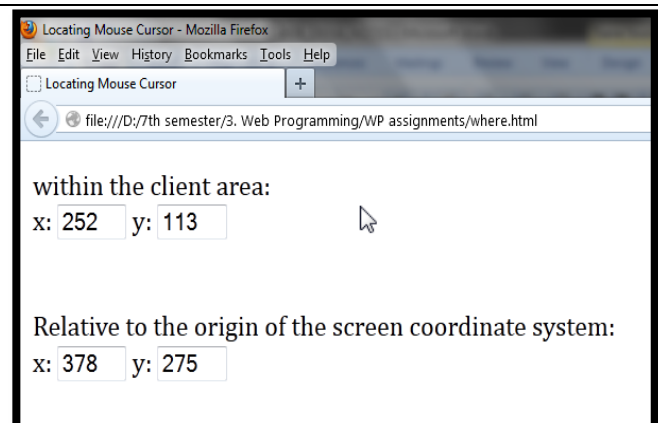 Locating Mouse Cursor - Mozilla Firefox
File Edit View History Bookmarks Tools Help
Locating Mouse Cursor +
file:///D:/7th semester/3. Web Programming/WP assignments/where.html
within the client area:
x: 252 y: 113
Relative to the origin of the screen coordinate system:
x: 378 y: 275